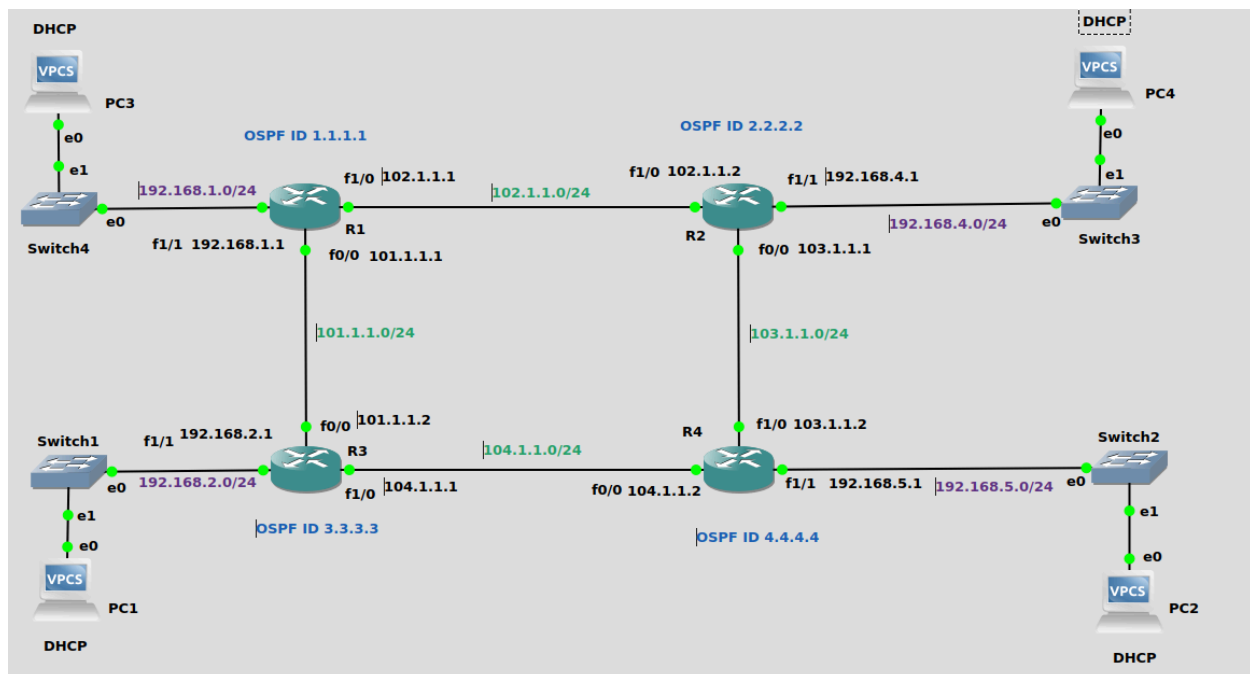 DHCP
DHCP
VPCS
VPCS
PC3
PC4
e0
e0
OSPF ID 1.1.1.1
OSPF ID 2.2.2.2
e1
e1
192.168.1.0/24
f1/0 102.1.1.1
102.1.1.0/24
f1/0 102.1.1.2
f1/1 192.168.4.1
e0
R1
R2
192.168.4.0/24
e0
Switch4
f1/1 192.168.1.1
Switch3
f0/0 101.1.1.1
f0/0 103.1.1.1
101.1.1.0/24
103.1.1.0/24
Switch1
f1/1 192.168.2.1
f0/0 101.1.1.2
R3
R4
f1/0 103.1.1.2
Switch2
e0
192.168.2.0/24
104.1.1.0/24
f1/0 104.1.1.1
f0/0 104.1.1.2
f1/1 192.168.5.1
192.168.5.0/24
e0
e1
OSPF ID 3.3.3.3
OSPF ID 4.4.4.4
e1
e0
e0
VPCS
VPCS
PC1
PC2
DHCP
DHCP